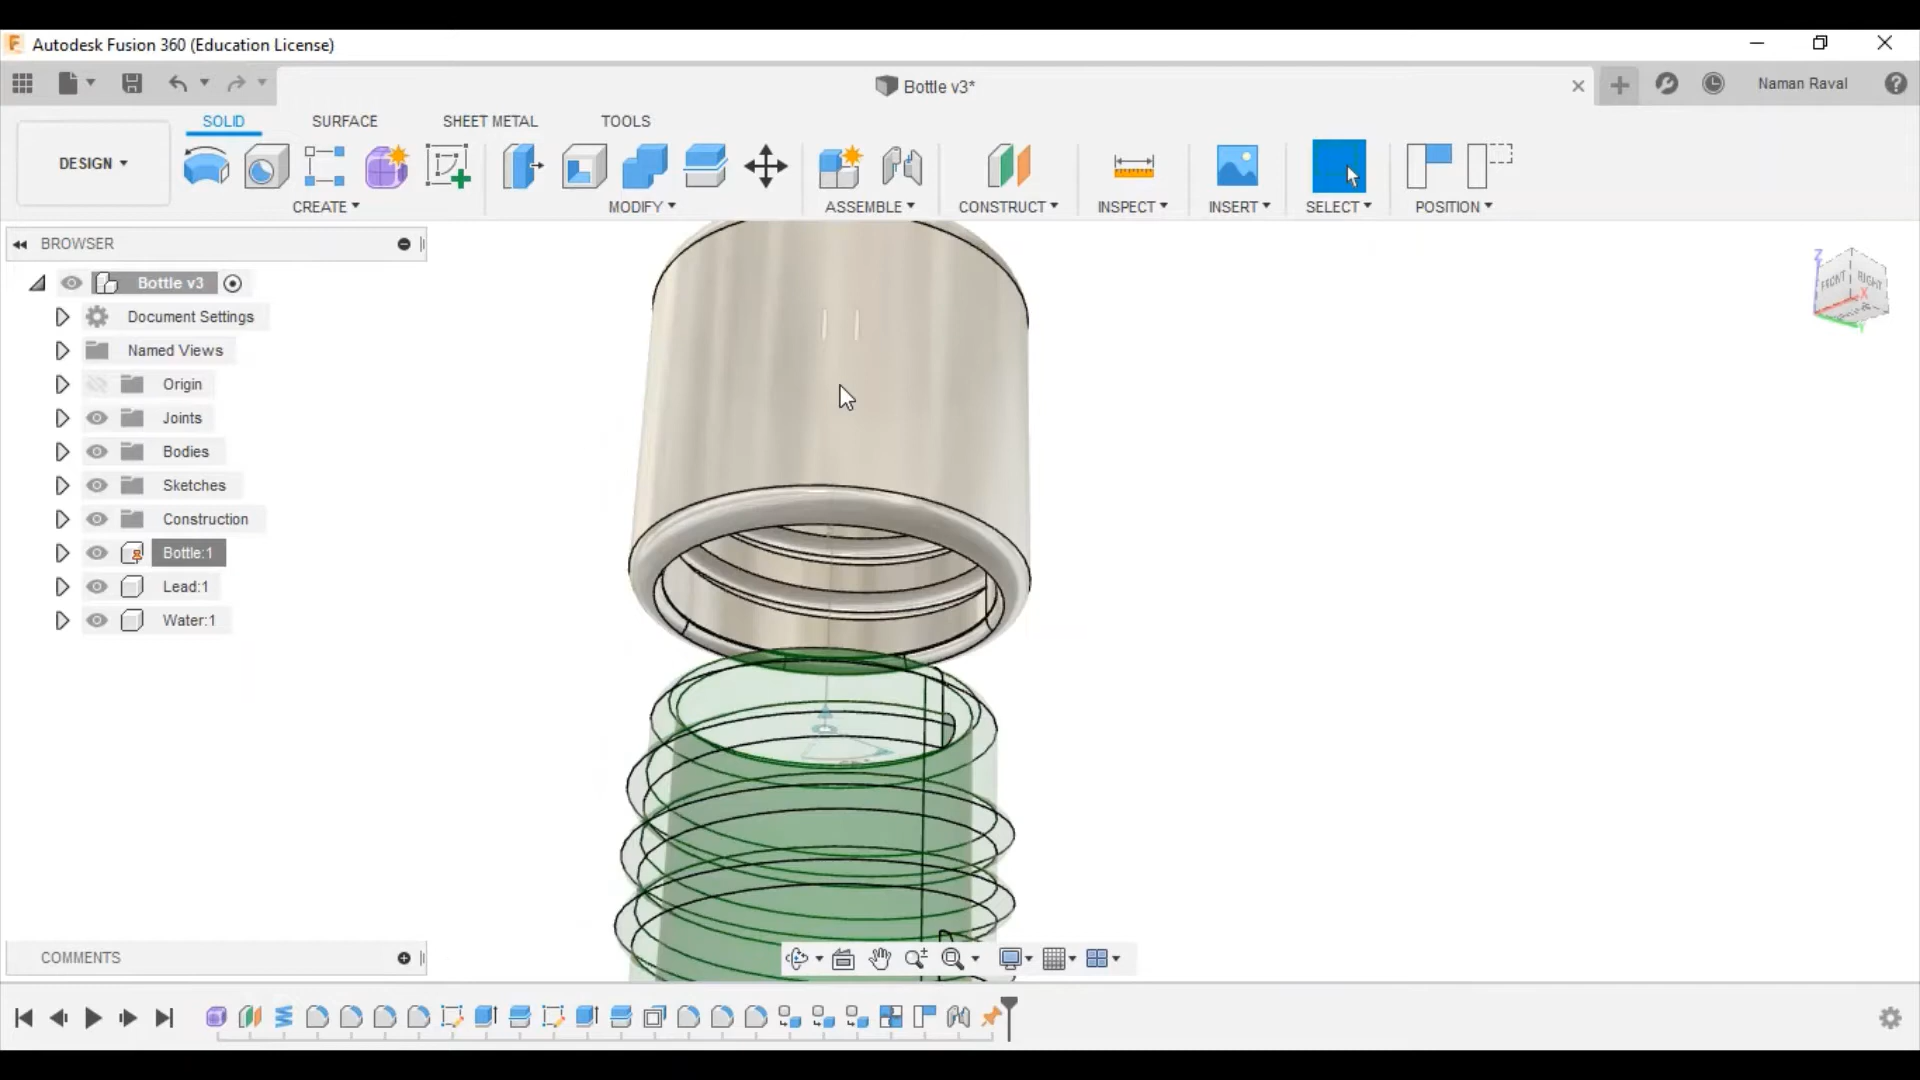 Autodesk Fusion 360 (Education License)
Bottle v3*
Naman Raval
SOLID SURFACE SHEET METAL TOOLS
DESIGN
CREATE MODIFY ASSEMBLE CONSTRUCT INSPECT INSERT SELECT POSITION
BROWSER
Bottle v3
Document Settings
Named Views
Origin
Joints
Bodies
Sketches
Construction
Bottle:1
Lead:1
Water:1
Z
FRONT RIGHT
X
Y
COMMENTS